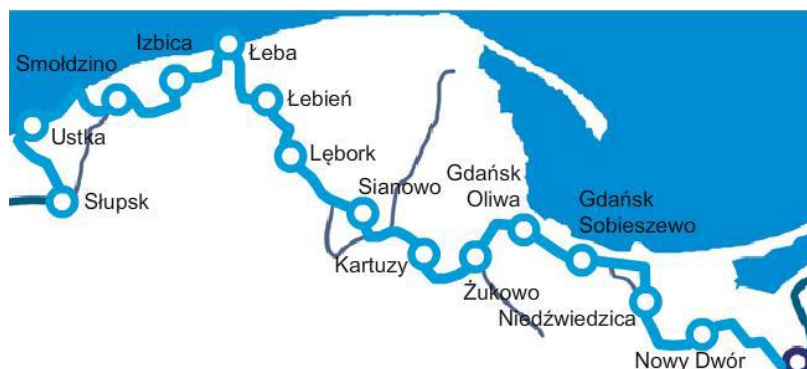 Izbica
Łeba
Smołdzino
Łebień
Ustka
Lębork
Słupsk
Sianowo
Gdańsk
Oliwa
Gdańsk
Sobieszewo
Kartuzy
Żukowo
Niedźwiedzica
Nowy Dwór